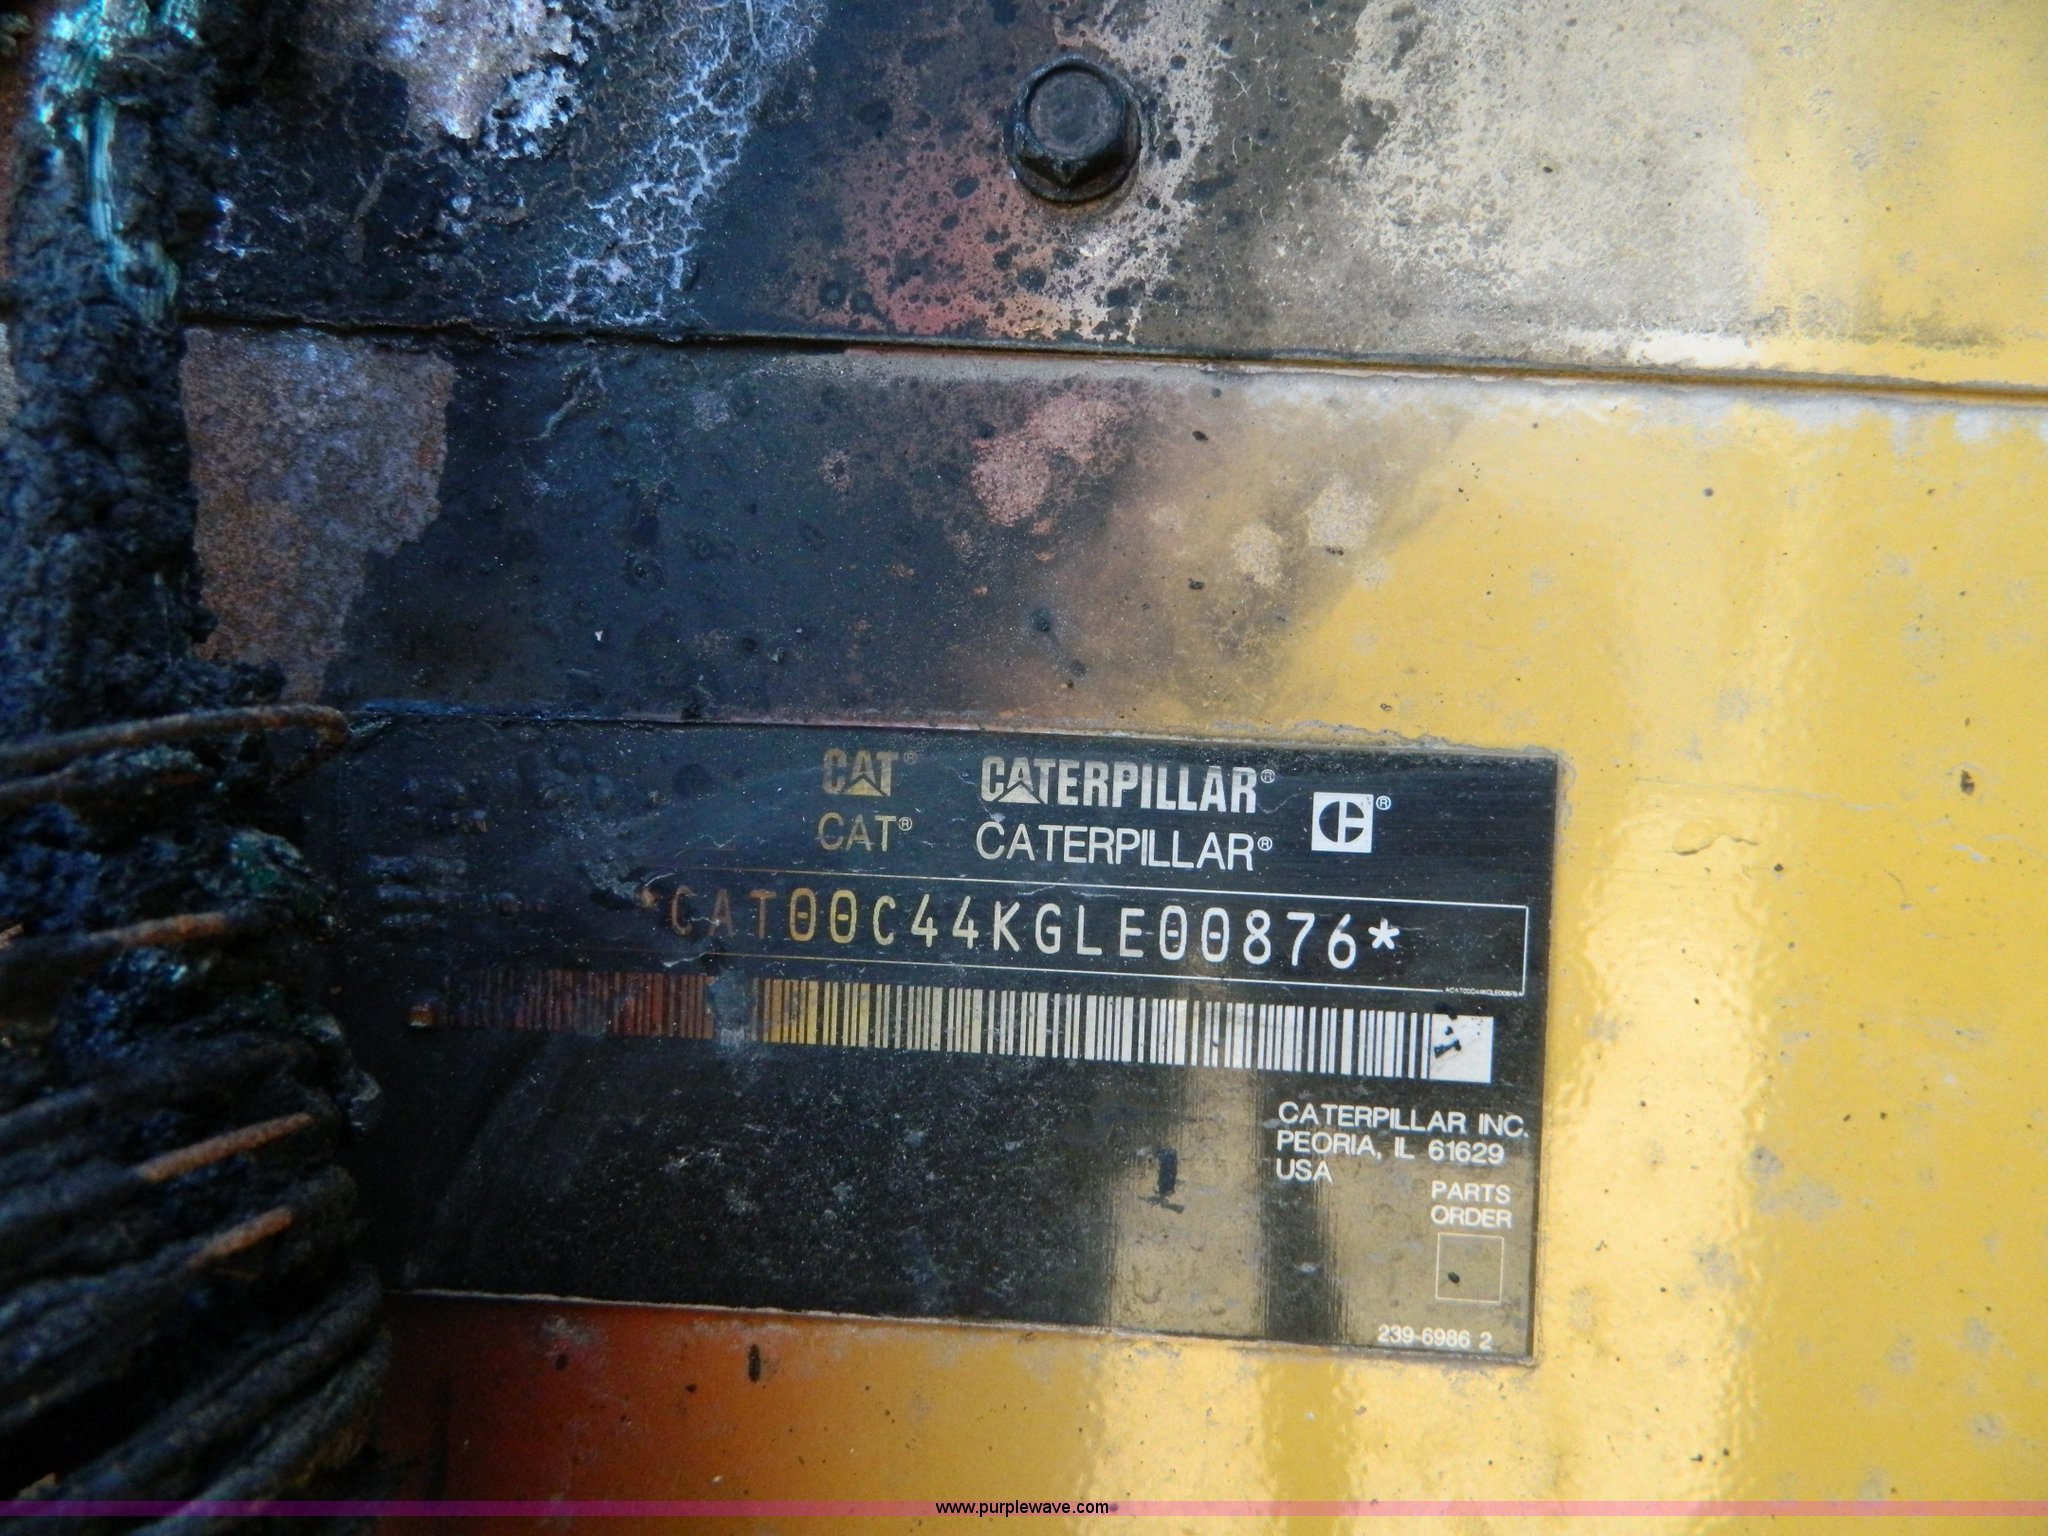 CAT® CATERPILLAR® ®
CAT® CATERPILLAR®
*CAT00C44KGLE00876*
CATERPILLAR INC.
PEORIA, IL 61629
USA
PARTS
ORDER
239-6986 2
www.purplewave.com